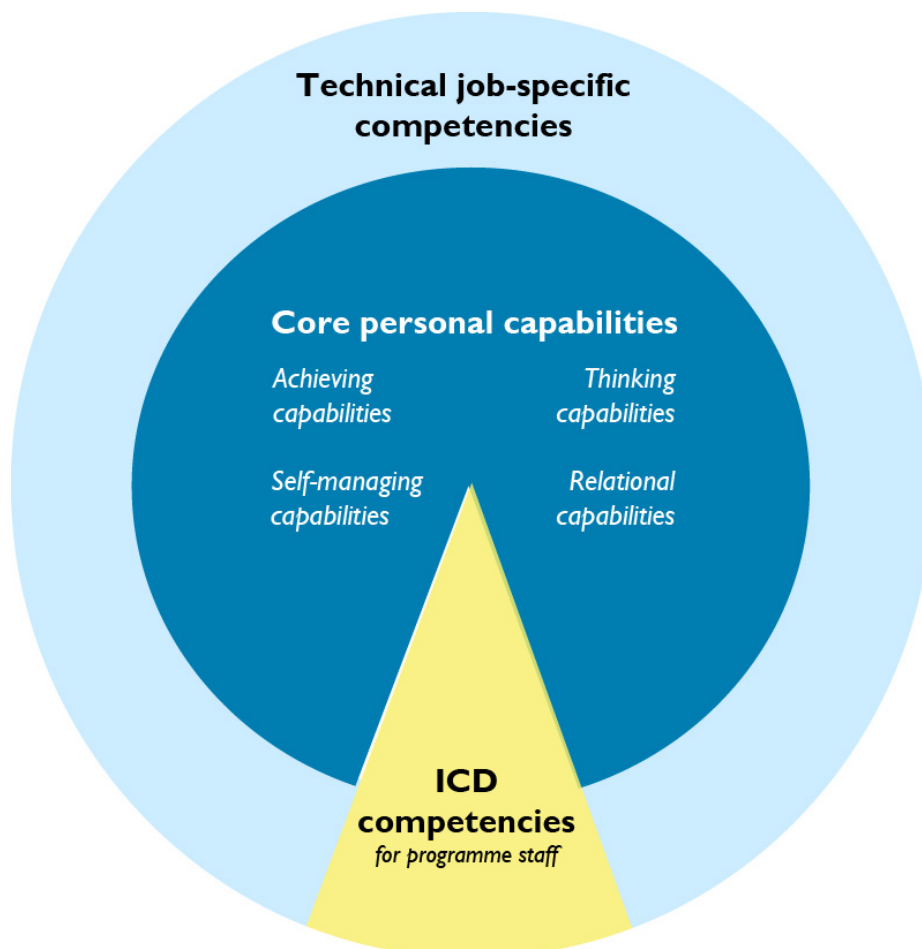 Technical job-specific
competencies
Core personal capabilities
Achieving
capabilities
Thinking
capabilities
Self-managing
capabilities
Relational
capabilities
ICD
competencies
for programme staff